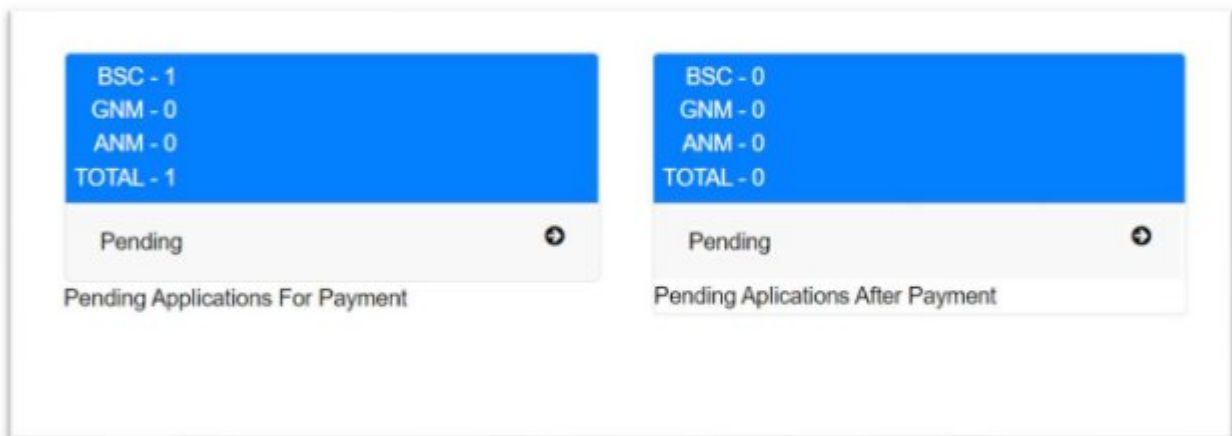 BSC - 1
GNM - 0
ANM - 0
TOTAL - 1
Pending
Pending Applications For Payment
BSC - 0
GNM - 0
ANM - 0
TOTAL - 0
Pending
Pending Aplications After Payment